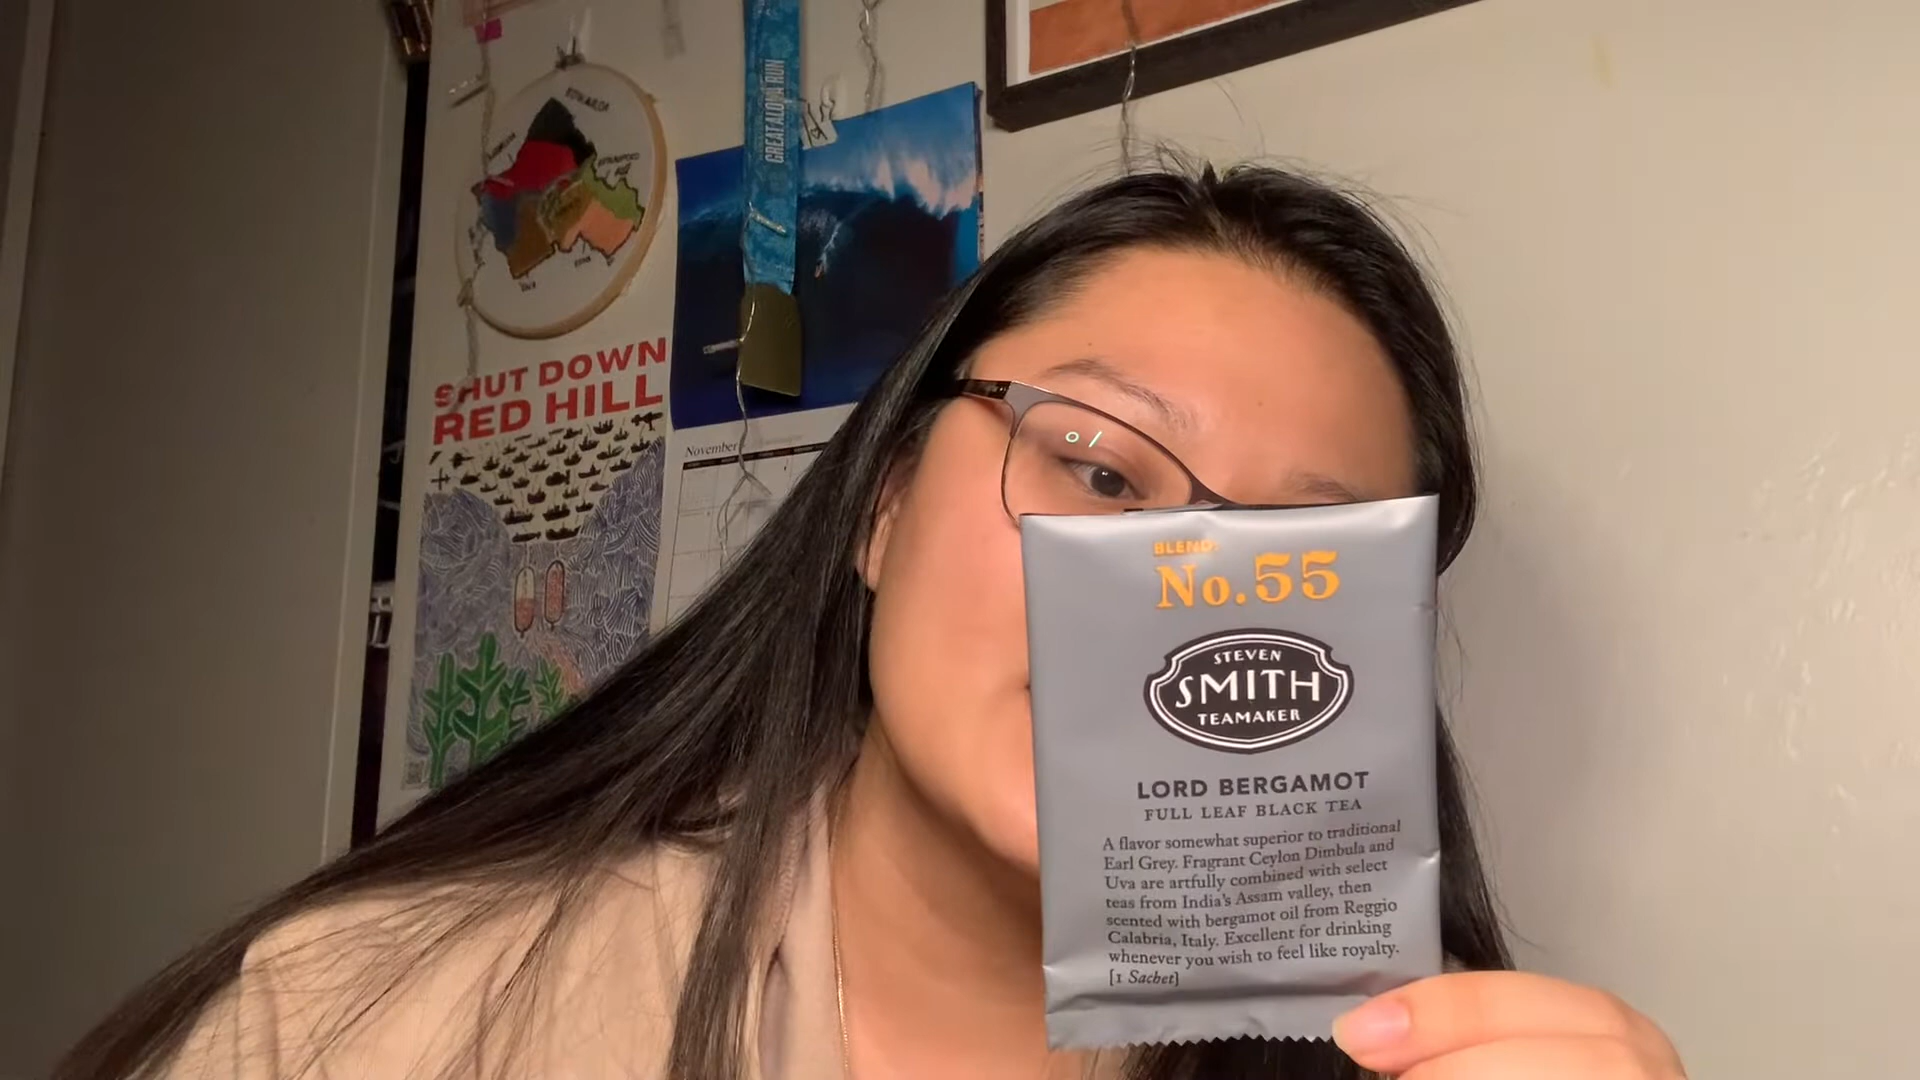 GREAT ALOHA RUN
SHUT DOWN
RED HILL
November
BLEND:
No. 55
STEVEN
SMITH
TEAMAKER
LORD BERGAMOT
FULL LEAF BLACK TEA
A flavor somewhat superior to traditional
Earl Grey. Fragrant Ceylon Dimbula and
Uva are artfully combined with select
teas from India's Assam valley, then
scented with bergamot oil from Reggio
Calabria, Italy. Excellent for drinking
whenever you wish to feel like royalty.
[1 Sachet]